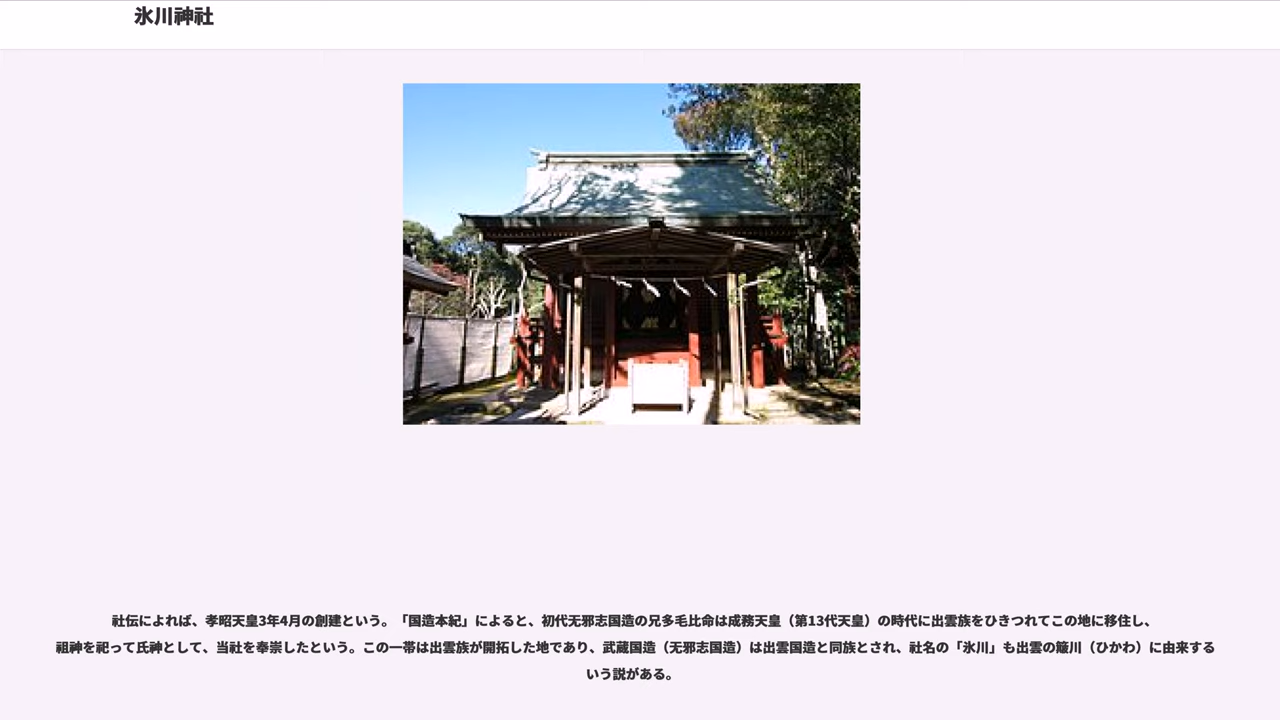 氷川神社
社伝によれば、孝昭天皇3年4月の創建という。「国造本紀」によると、初代无邪志国造の兄多毛比命は成務天皇（第13代天皇）の時代に出雲族をひきつれてこの地に移住し、
祖神を祀って氏神として、当社を奉崇したという。この一帯は出雲族が開拓した地であり、武蔵国造（无邪志国造）は出雲国造と同族とされ、社名の「氷川」も出雲の簸川（ひかわ）に由来する
いう説がある。